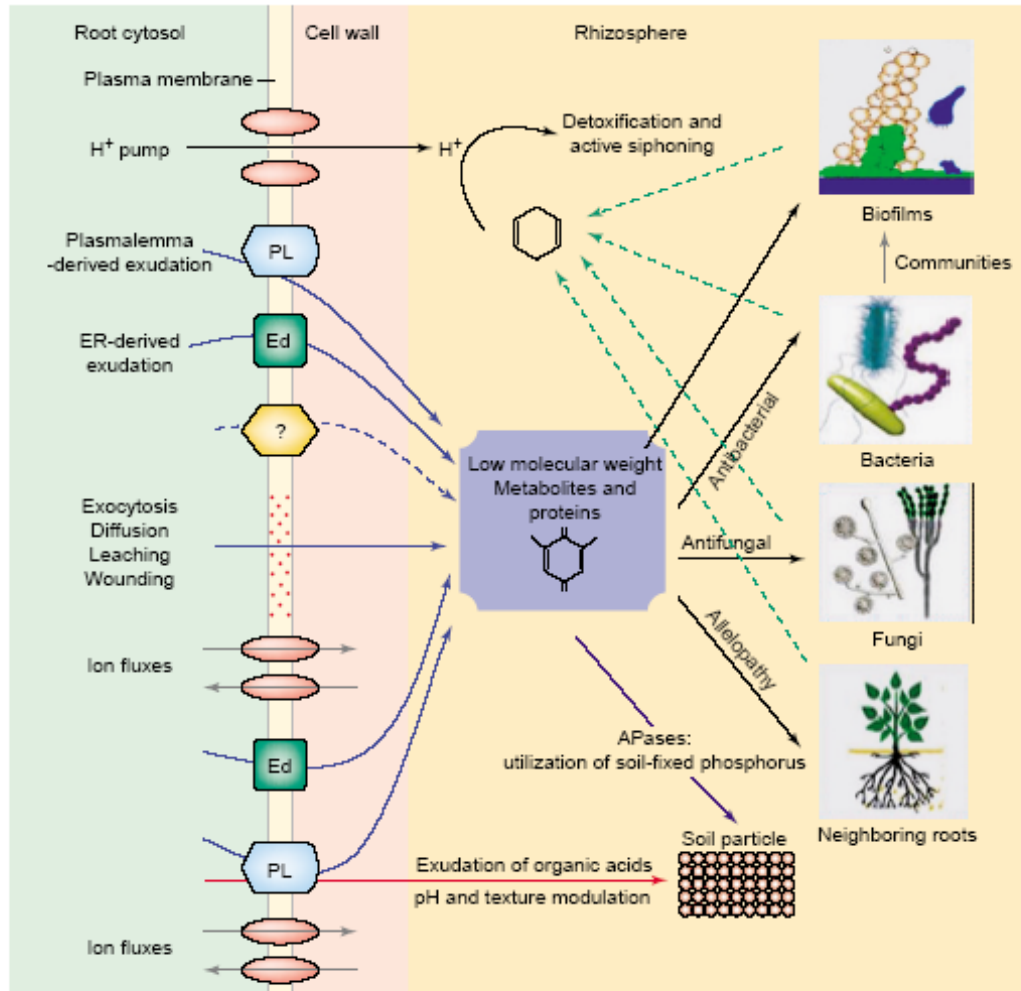 Root cytosol
Cell wall
Rhizosphere
Plasma membrane
H⁺ pump
H⁺
Detoxification and
active siphoning
Biofilms
Plasmalemma
-derived exudation
PL
Communities
ER-derived
exudation
Ed
?
Antibacterial
Bacteria
Low molecular weight
Metabolites and
proteins
Exocytosis
Diffusion
Leaching
Wounding
Antifungal
Fungi
Allelopathy
Ion fluxes
APases:
utilization of soil-fixed phosphorus
Ed
Neighboring roots
Soil particle
PL
Exudation of organic acids
pH and texture modulation
Ion fluxes